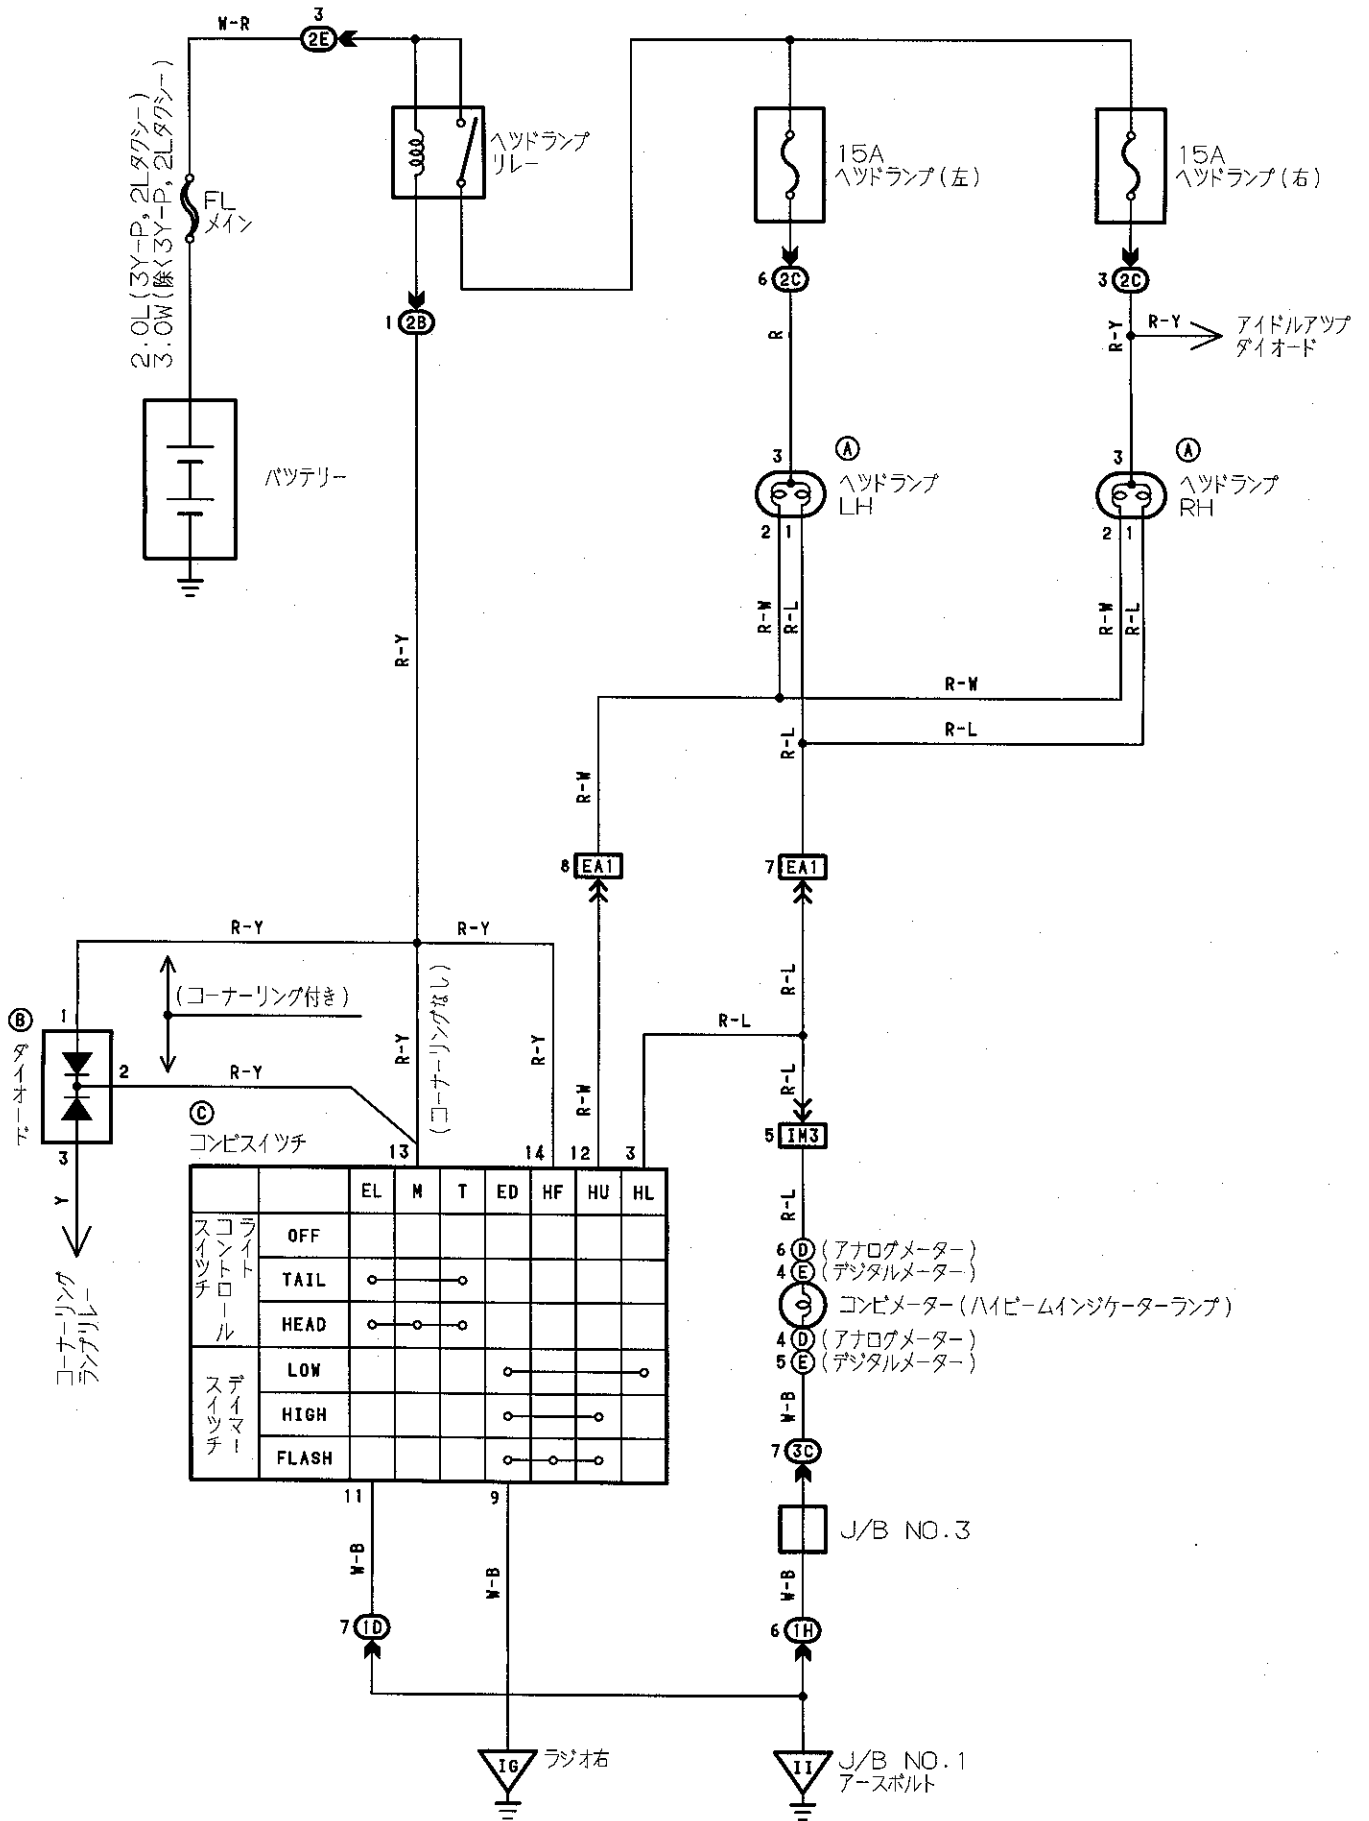 W-R
3
2E
ヘツドランプ
リレー
15A
ヘツドランプ(左)
15A
ヘツドランプ(右)
2.0L(3Y-P, 2Lタクシー)
3.0W(除く3Y-P, 2Lタクシー)
FL
メイン
6 2C
3 2C
1 2B
R
R-Y
R-Y
アイドルアツプ
ダイオード
バツテリー
A
3
ヘツドランプ
LH
2 1
A
3
ヘツドランプ
RH
2 1
R-W
R-L
R-W
R-L
R-Y
R-W
R-L
R-L
R-W
8 EA1
7 EA1
R-Y
R-Y
(コーナーリング付き)
(コーナーリングなし)
R-L
R-L
B
ダイオード
1
2
3
R-Y
R-Y
R-Y
R-W
R-L
Y
コーナーリング
ランプリレー
C
コンビスイツチ
13
14
12
3
5 IM3
R-L
EL M T ED HF HU HL
ライト
コントロール
スイツチ
OFF
TAIL
HEAD
デイマー
スイツチ
LOW
HIGH
FLASH
6 D (アナログメーター)
4 E (デジタルメーター)
コンビメーター(ハイビームインジケーターランプ)
4 D (アナログメーター)
5 E (デジタルメーター)
W-B
7 3C
11
9
J/B NO.3
W-B
W-B
W-B
7 1D
6 1H
IG
ラジオ右
II
J/B NO.1
アースボルト